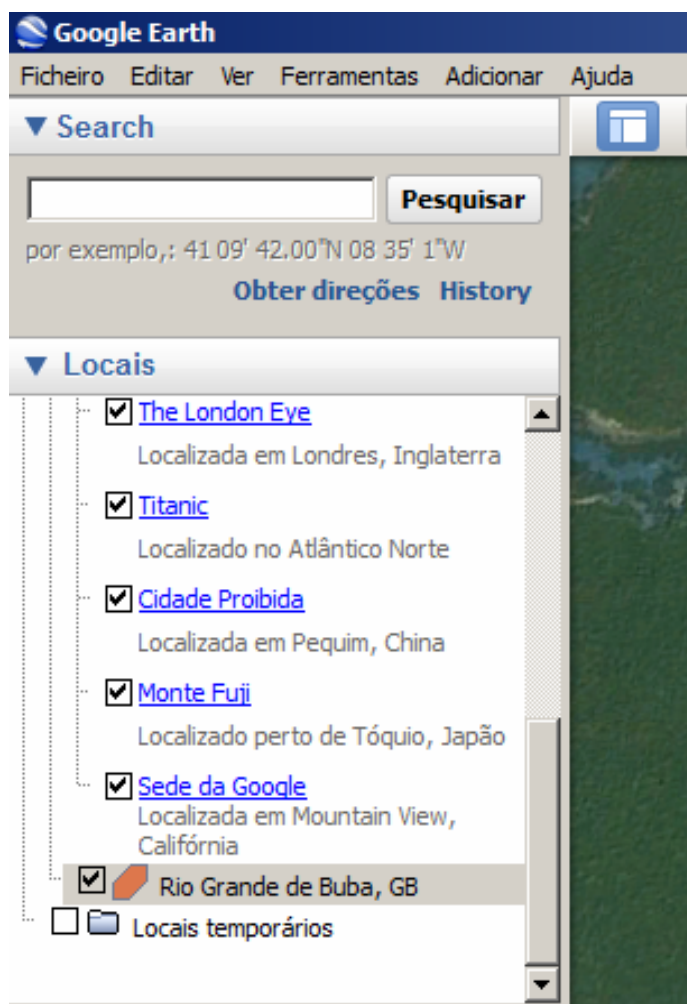 Google Earth
Ficheiro Editar Ver Ferramentas Adicionar Ajuda
Search
Pesquisar
por exemplo,: 41 09' 42.00"N 08 35' 1"W
Obter direções History
Locais
The London Eye
Localizada em Londres, Inglaterra
Titanic
Localizado no Atlântico Norte
Cidade Proibida
Localizada em Pequim, China
Monte Fuji
Localizado perto de Tóquio, Japão
Sede da Google
Localizada em Mountain View,
Califórnia
Rio Grande de Buba, GB
Locais temporários